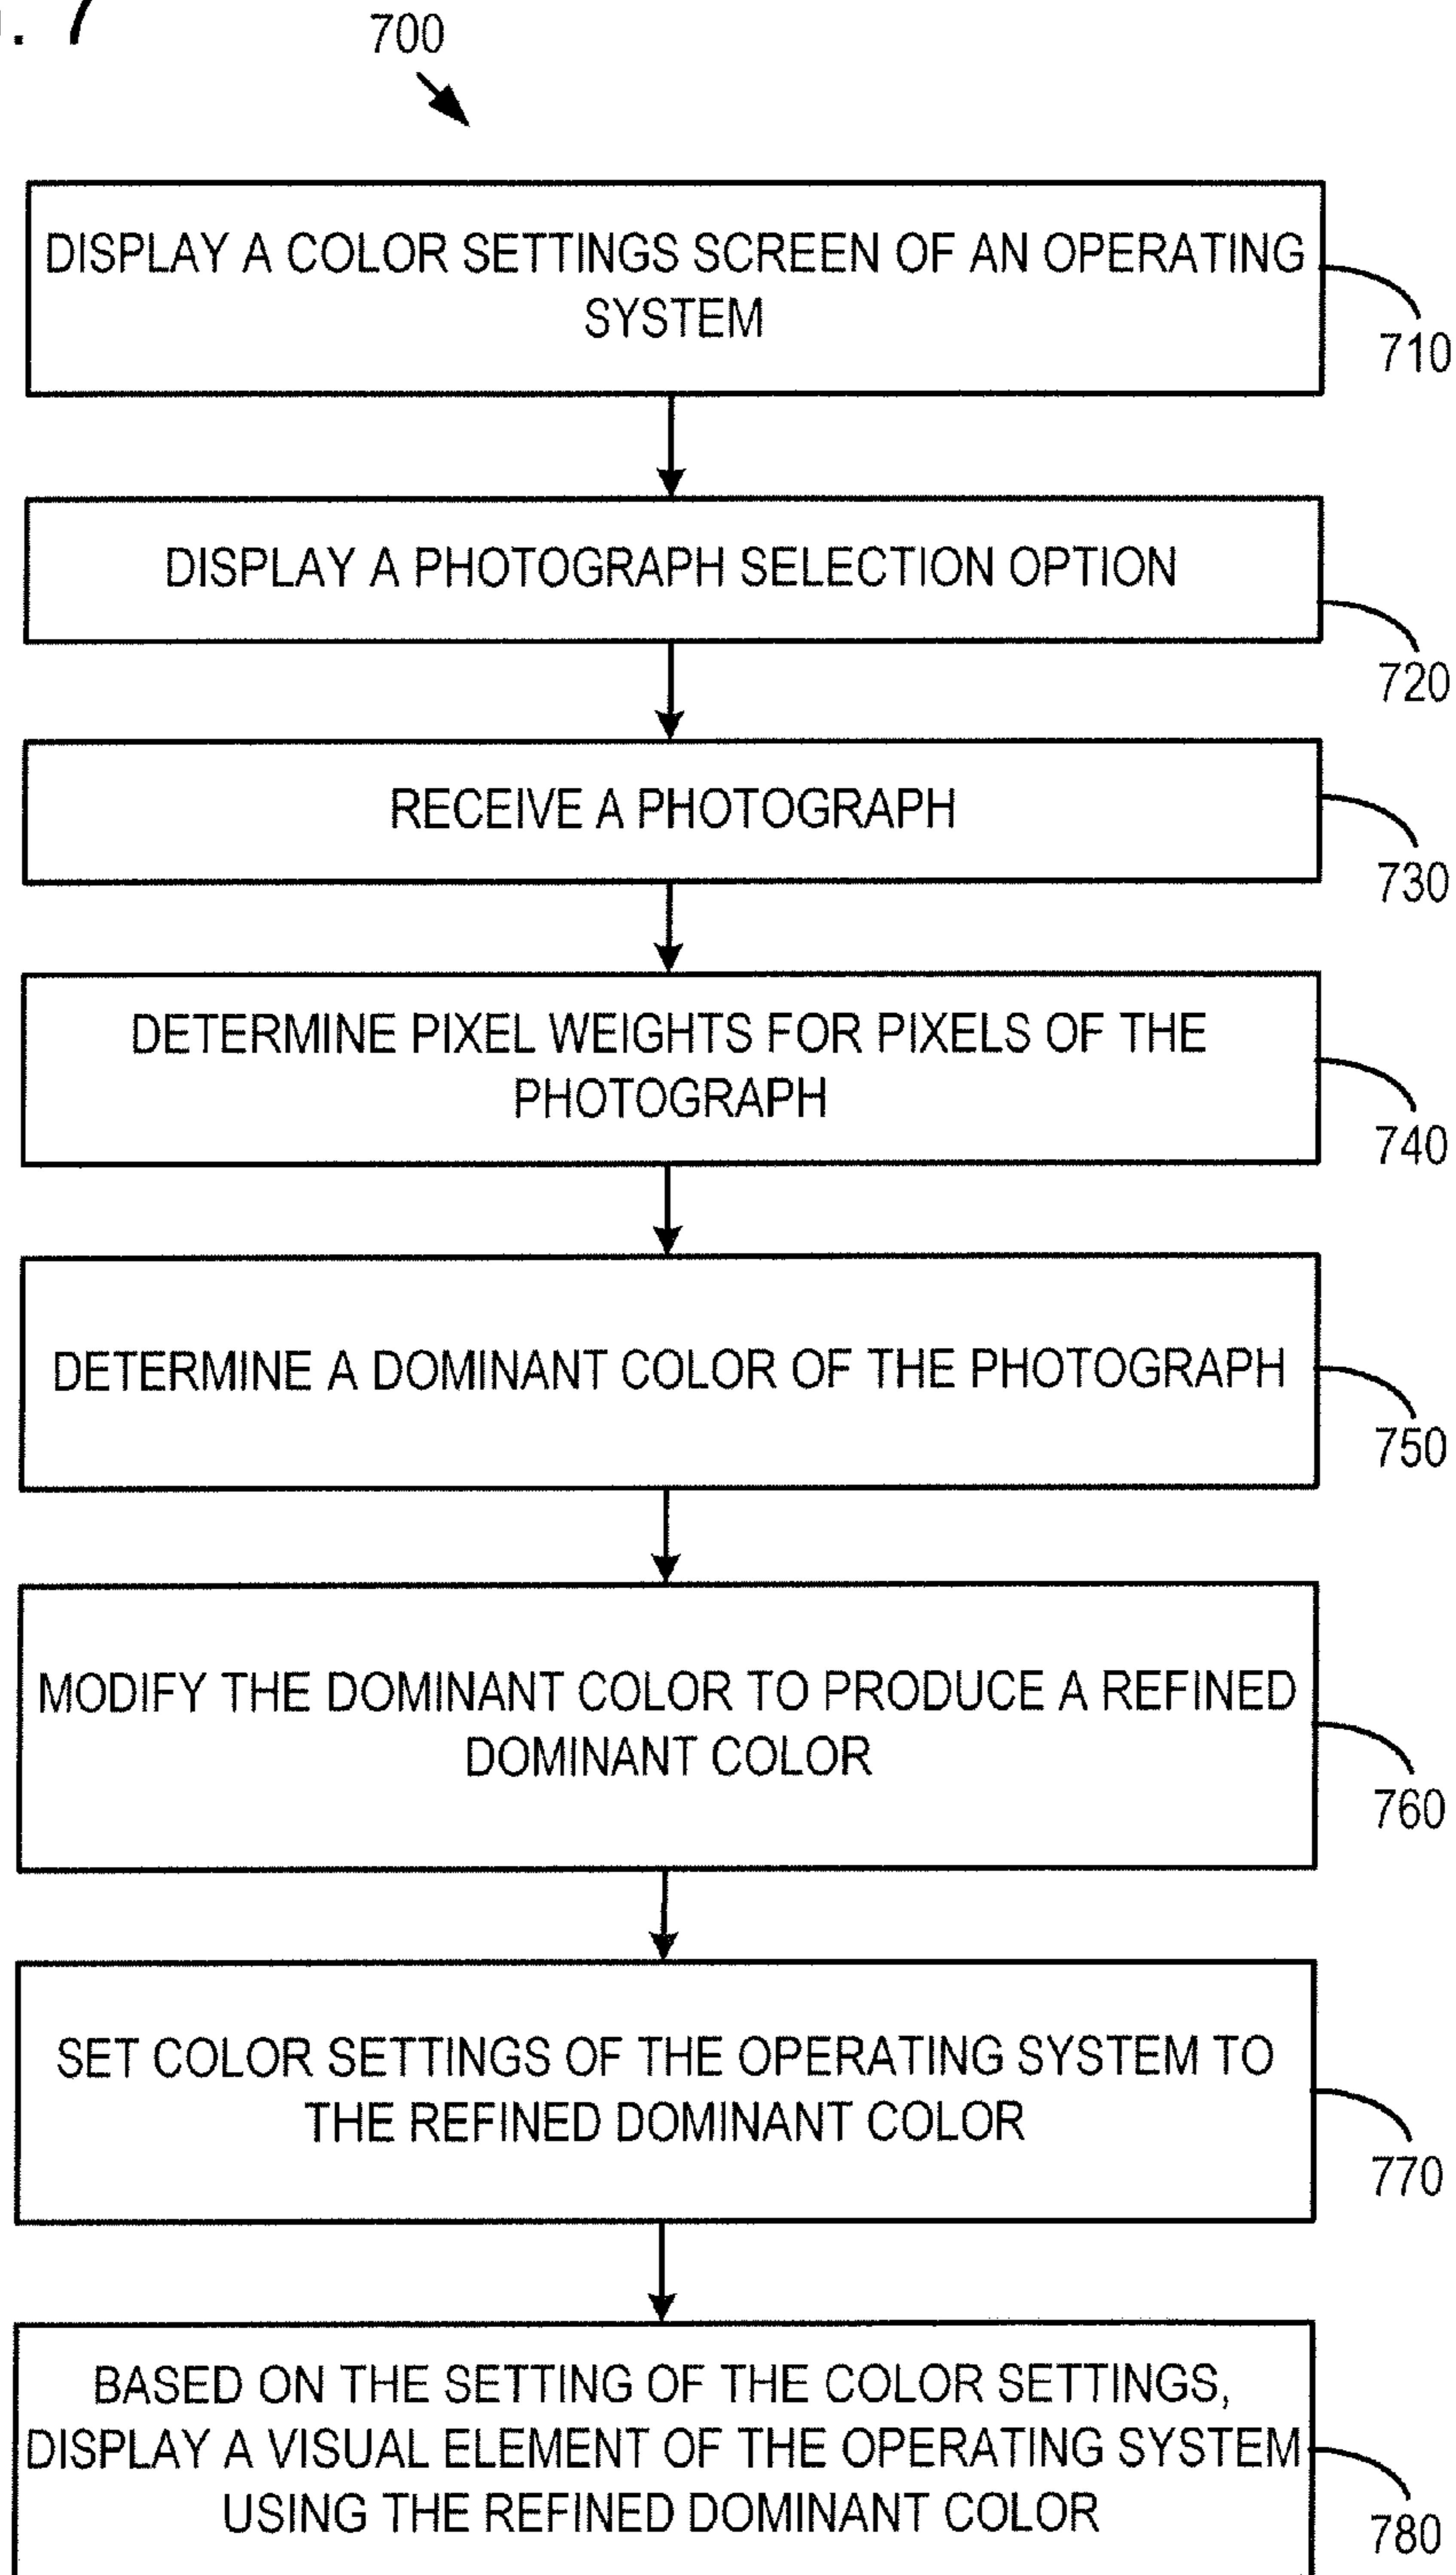 . 7
700
DISPLAY A COLOR SETTINGS SCREEN OF AN OPERATING
SYSTEM
710
DISPLAY A PHOTOGRAPH SELECTION OPTION
720
RECEIVE A PHOTOGRAPH
730
DETERMINE PIXEL WEIGHTS FOR PIXELS OF THE
PHOTOGRAPH
740
DETERMINE A DOMINANT COLOR OF THE PHOTOGRAPH
750
MODIFY THE DOMINANT COLOR TO PRODUCE A REFINED
DOMINANT COLOR
760
SET COLOR SETTINGS OF THE OPERATING SYSTEM TO
THE REFINED DOMINANT COLOR
770
BASED ON THE SETTING OF THE COLOR SETTINGS,
DISPLAY A VISUAL ELEMENT OF THE OPERATING SYSTEM
USING THE REFINED DOMINANT COLOR
780